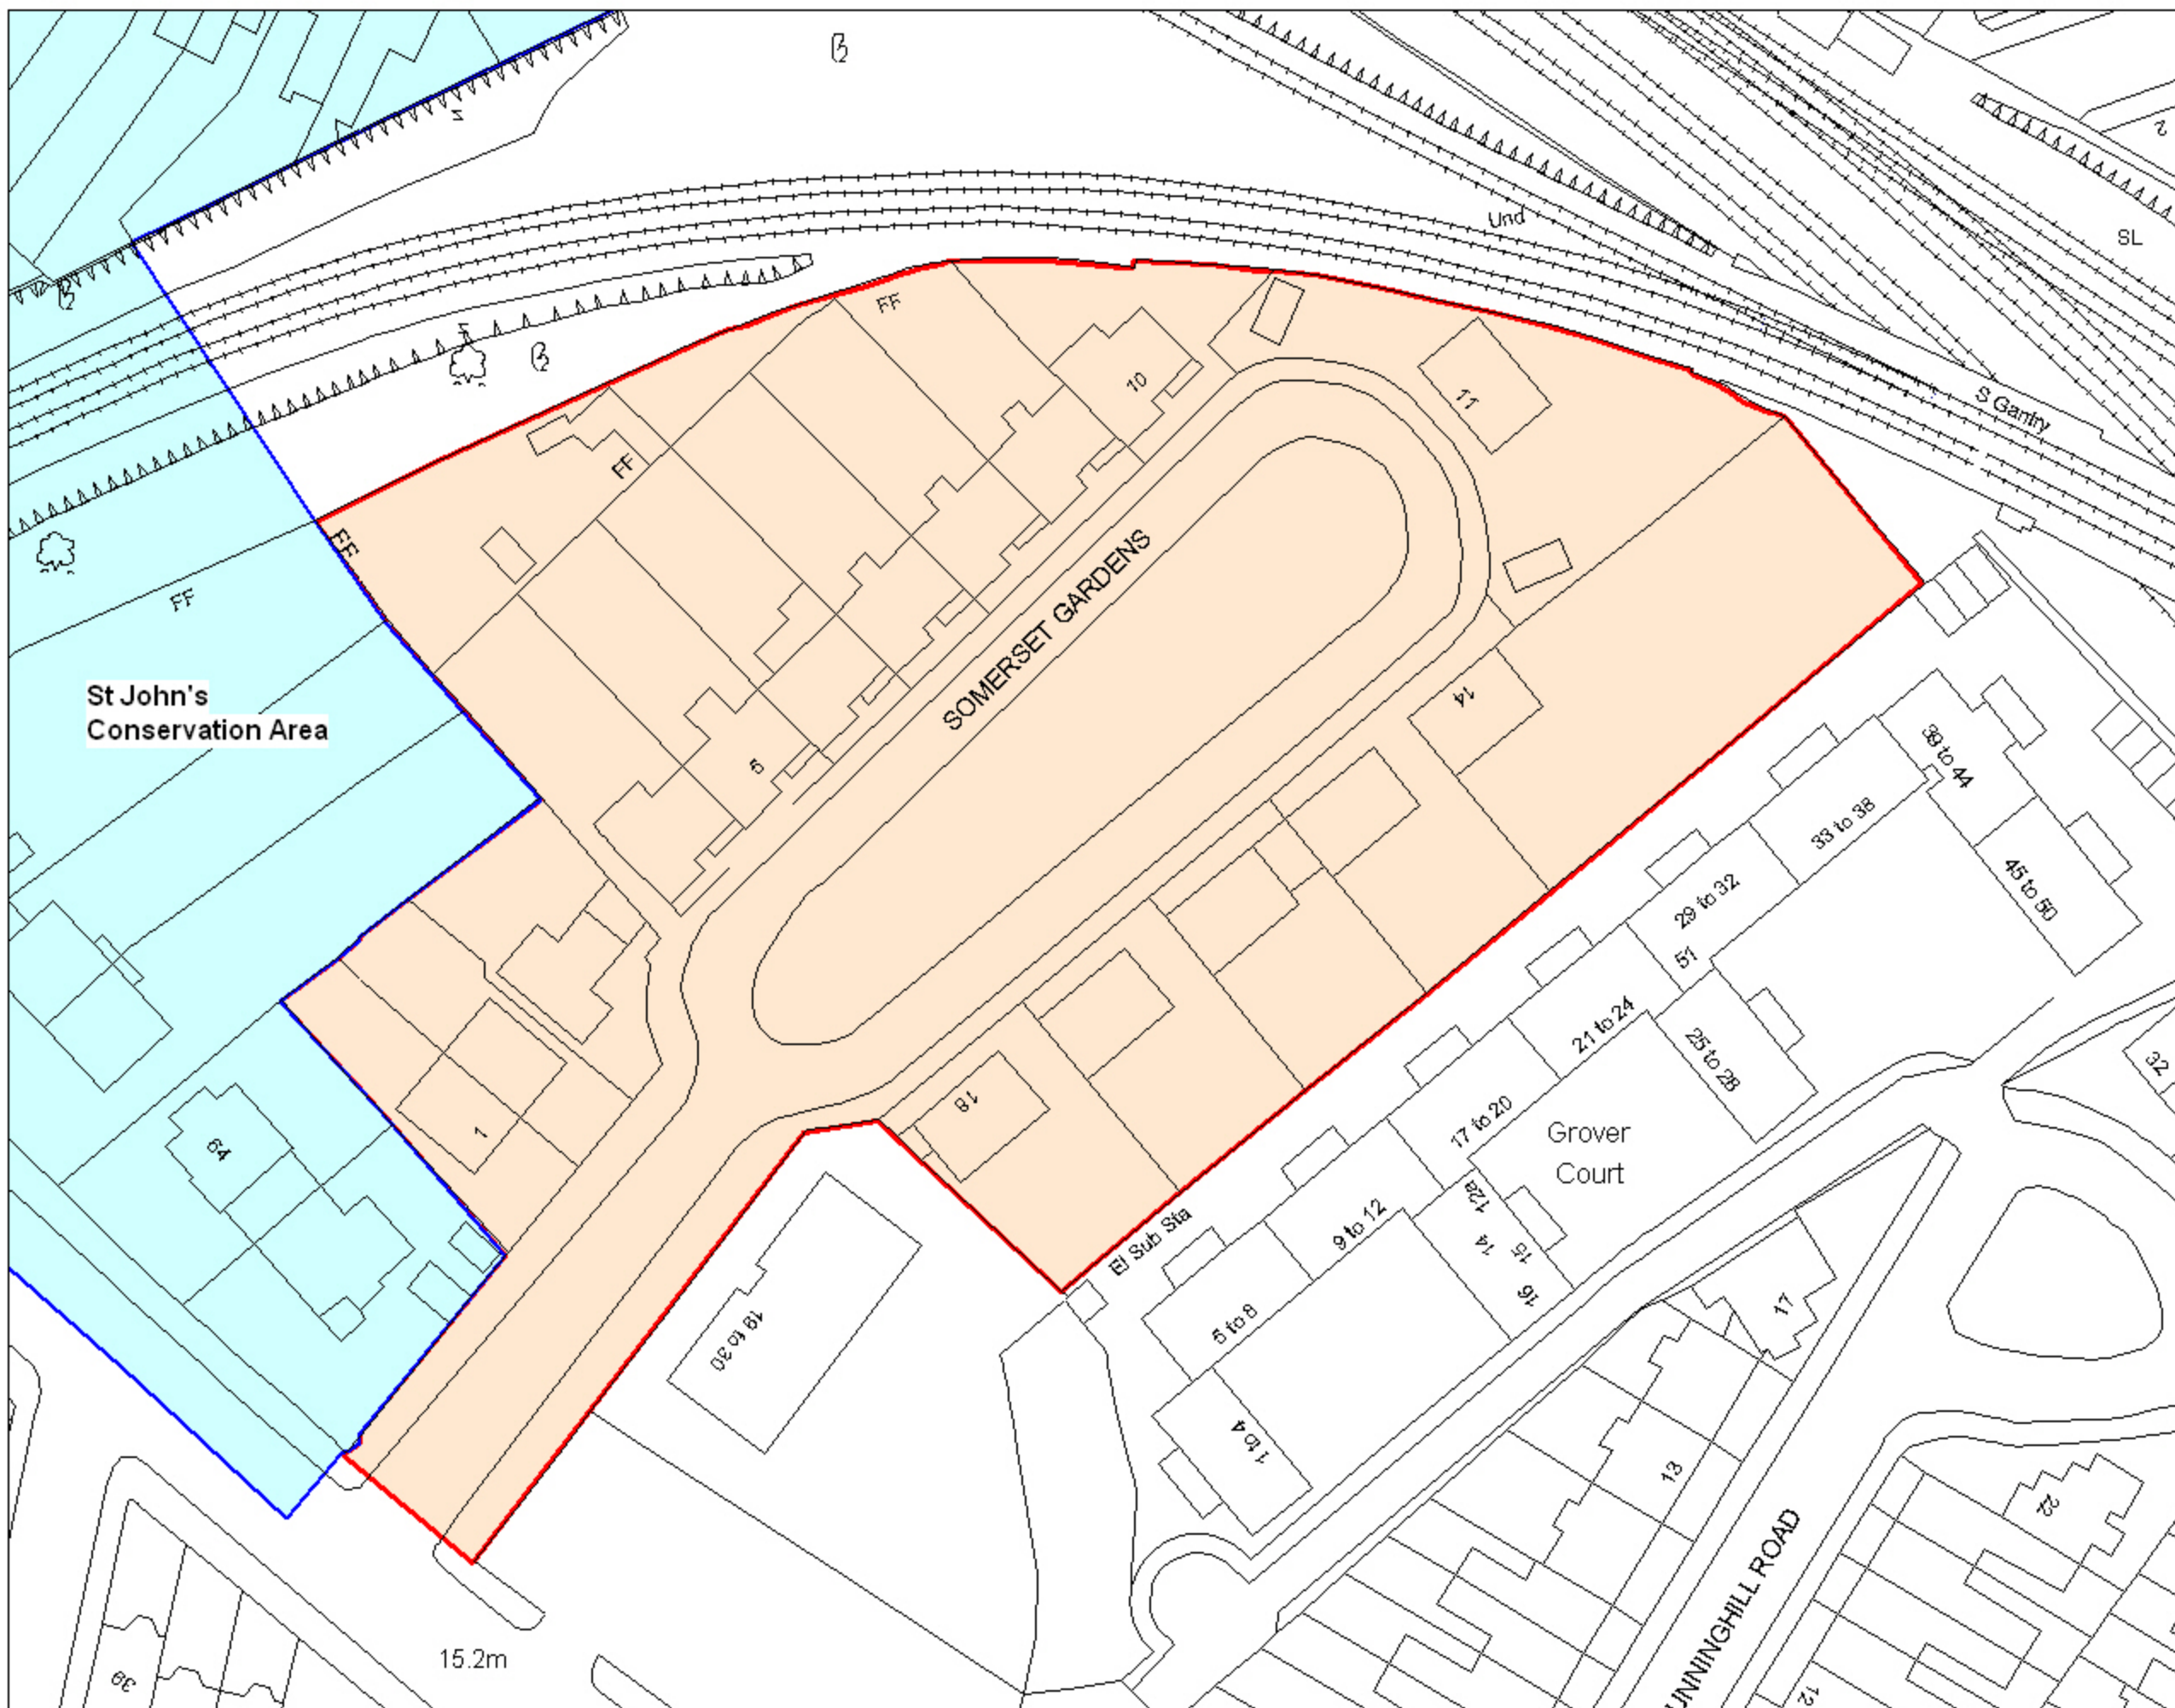 Und
SL
S Gantry
FF
10
11
FF
FF
FF
SOMERSET GARDENS
St John's
Conservation Area
14
5
39 to 44
33 to 38
45 to 50
29 to 32
51
21 to 24
25 to 28
32
18
1
64
17 to 20
Grover
Court
12a
14
15
16
9 to 12
El Sub Sta
5 to 8
17
19 to 30
1 to 4
13
22
UNNINGHILL ROAD
15.2m
39
12